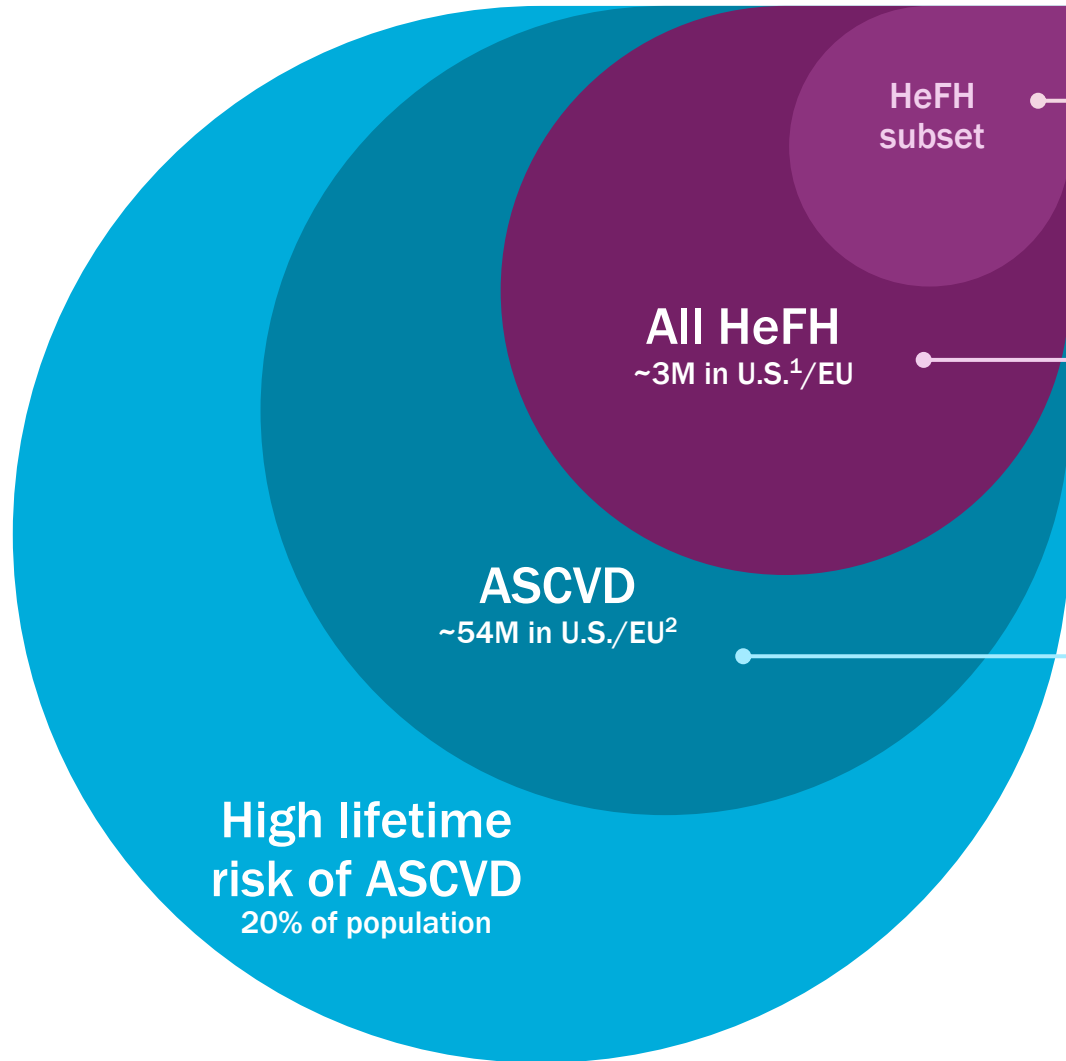 HeFH
subset
All HeFH
~3M in U.S.¹/EU
ASCVD
~54M in U.S./EU²
High lifetime
risk of ASCVD
20% of population